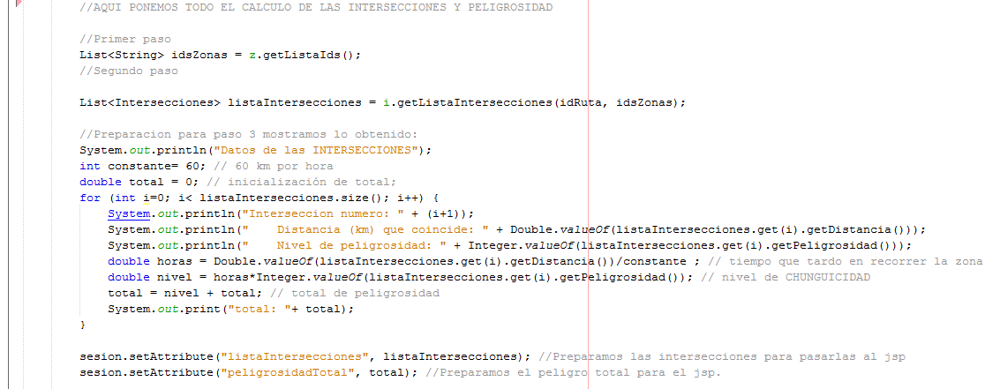 //AQUI PONEMOS TODO EL CALCULO DE LAS INTERSECCIONES Y PELIGROSIDAD
//Primer paso
List<String> idsZonas = z.getListaIds();
//Segundo paso
List<Intersecciones> listaIntersecciones = i.getListaIntersecciones(idRuta, idsZonas);
//Preparacion para paso 3 mostramos lo obtenido:
System.out.println("Datos de las INTERSECCIONES");
int constante= 60; // 60 km por hora
double total = 0; // inicialización de total;
for (int i=0; i< listaIntersecciones.size(); i++) {
System.out.println("Interseccion numero: " + (i+1));
System.out.println("    Distancia (km) que coincide: " + Double.valueOf(listaIntersecciones.get(i).getDistancia()));
System.out.println("    Nivel de peligrosidad: " + Integer.valueOf(listaIntersecciones.get(i).getPeligrosidad()));
double horas = Double.valueOf(listaIntersecciones.get(i).getDistancia())/constante ; // tiempo que tardo en recorrer la zona
double nivel = horas*Integer.valueOf(listaIntersecciones.get(i).getPeligrosidad()); // nivel de CHUNGUICIDAD
total = nivel + total; // total de peligrosidad
System.out.print("total: "+ total);
}
sesion.setAttribute("listaIntersecciones", listaIntersecciones); //Preparamos las intersecciones para pasarlas al jsp
sesion.setAttribute("peligrosidadTotal", total); //Preparamos el peligro total para el jsp.